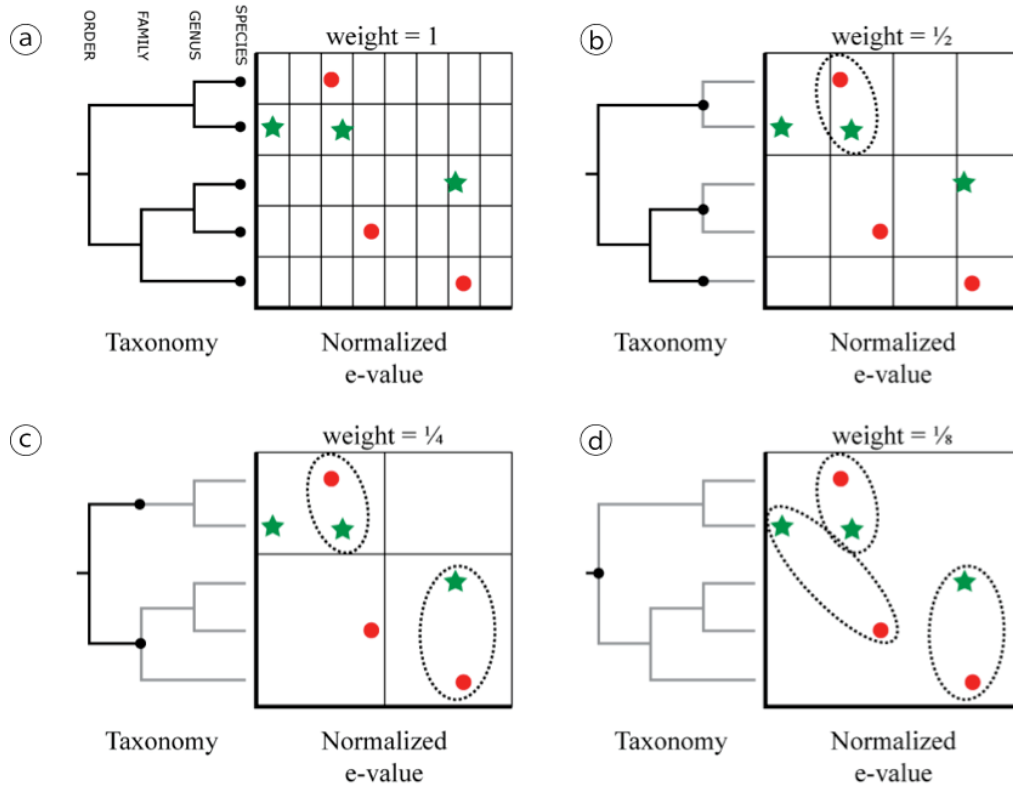 ⓐ
ORDER
FAMILY
GENUS
SPECIES
weight = 1
Taxonomy
Normalized
e-value
ⓑ
weight = ½
Taxonomy
Normalized
e-value
ⓒ
weight = ¼
Taxonomy
Normalized
e-value
ⓓ
weight = ⅛
Taxonomy
Normalized
e-value